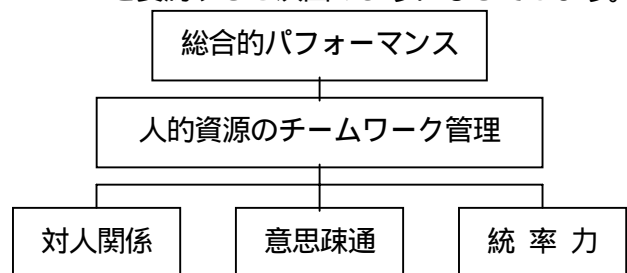 総合的パフォーマンス
人的資源のチームワーク管理
対人関係 意思疎通 統 率 力